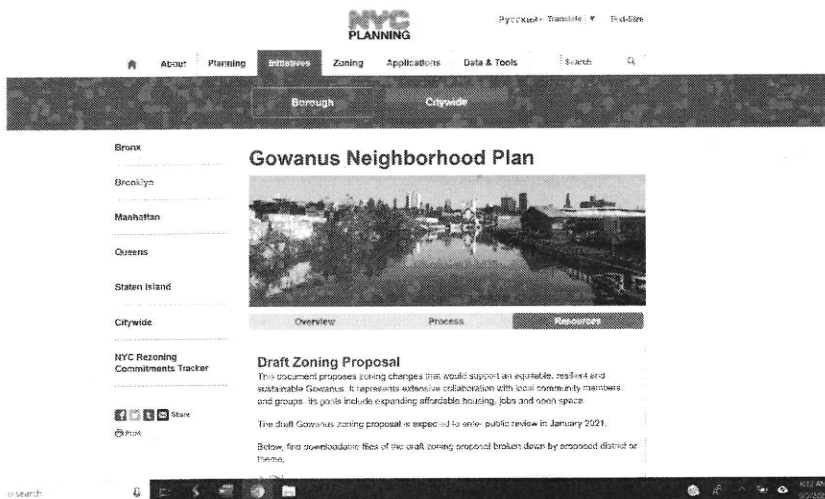 NYC
PLANNING
Русский Translate ▼ Text-Size
About Planning Initiatives Zoning Applications Data & Tools Search
Borough Citywide
Bronx
Brooklyn
Manhattan
Queens
Staten Island
Citywide
NYC Rezoning
Commitments Tracker
Share
Print
Gowanus Neighborhood Plan
Overview Process Resources
Draft Zoning Proposal
This document proposes zoning changes that would support an equitable, resilient and
sustainable Gowanus. It represents extensive collaboration with local community members
and groups. Its goals include expanding affordable housing, jobs and open space.
The draft Gowanus zoning proposal is expected to enter public review in January 2021.
Below, find downloadable files of the draft zoning proposal broken down by proposed district or
theme.
o search